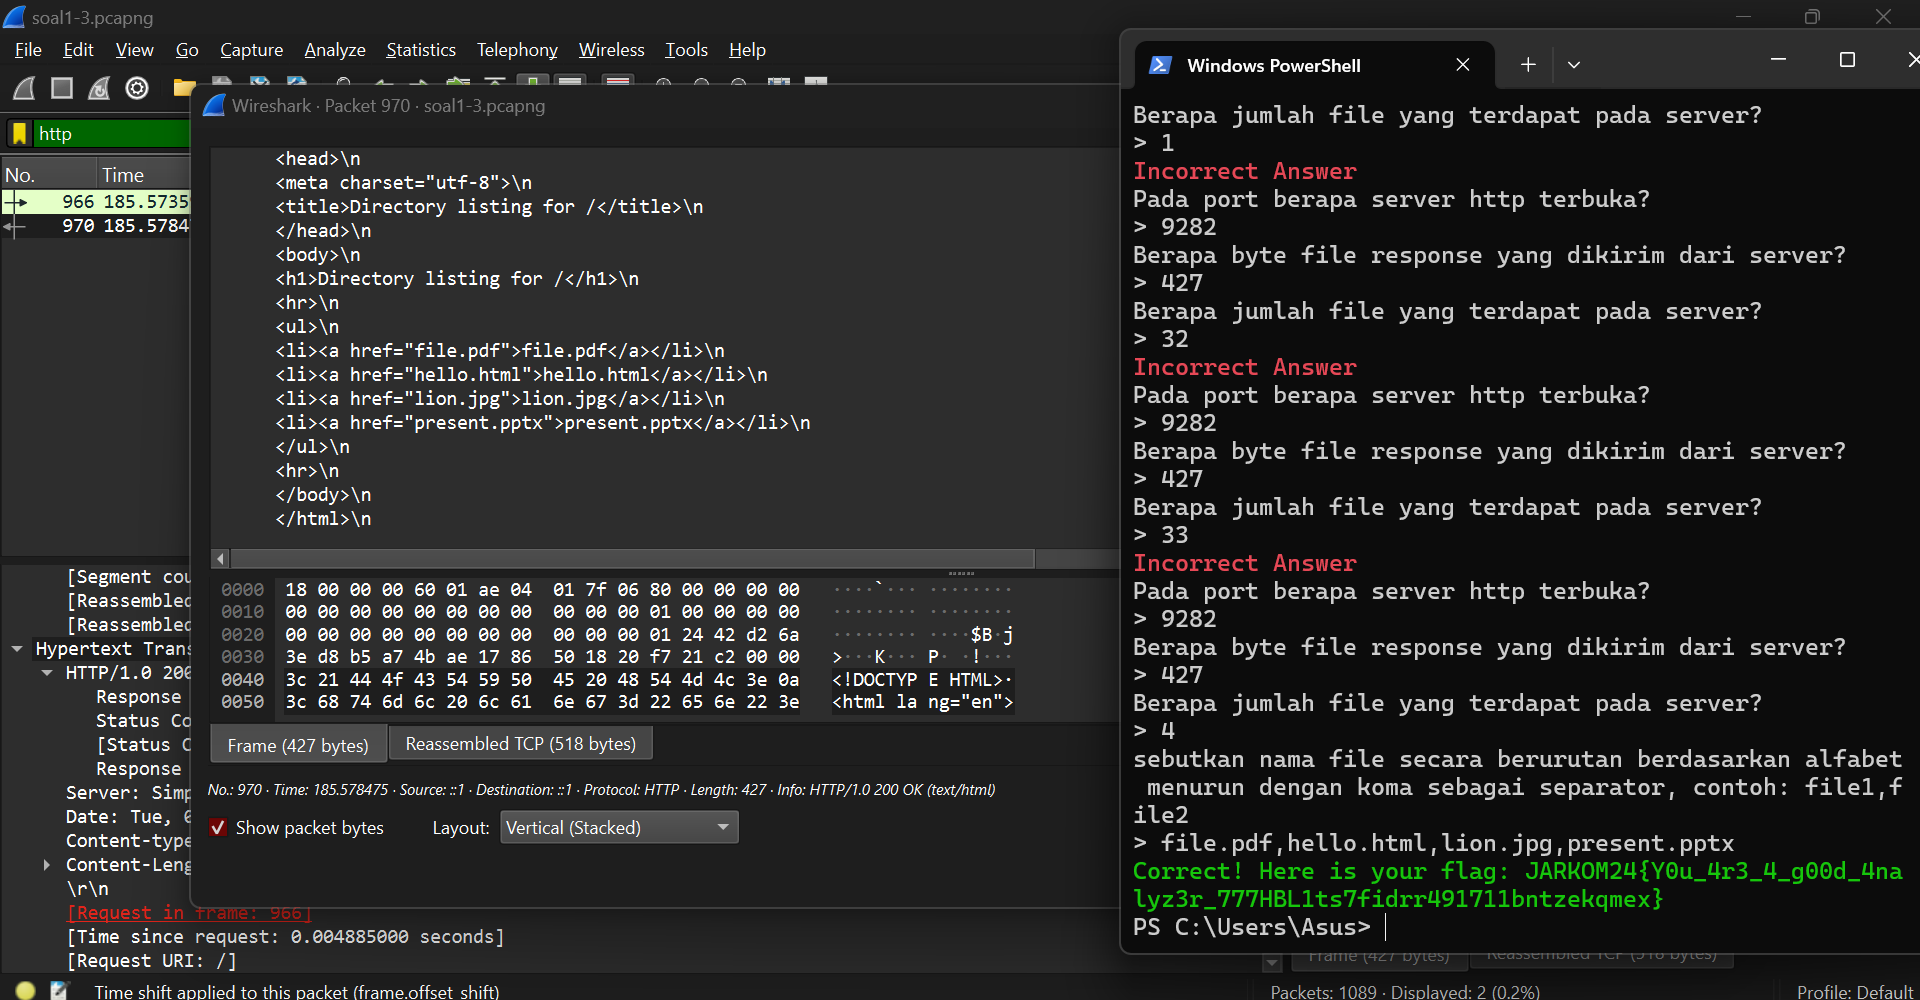 soal1-3.pcapng
File Edit View Go Capture Analyze Statistics Telephony Wireless Tools Help
http
No. Time
966 185.5735
970 185.5784
[Segment cou
[Reassembled
[Reassembled
Hypertext Trans
HTTP/1.0 200
Response
Status Co
[Status C
Response
Server: Simp
Date: Tue, 0
Content-type
Content-Leng
\r\n
[Request in frame: 966]
[Time since request: 0.004885000 seconds]
[Request URI: /]
Time shift applied to this packet (frame.offset_shift)
Wireshark · Packet 970 · soal1-3.pcapng
<head>\n
<meta charset="utf-8">\n
<title>Directory listing for /</title>\n
</head>\n
<body>\n
<h1>Directory listing for /</h1>\n
<hr>\n
<ul>\n
<li><a href="file.pdf">file.pdf</a></li>\n
<li><a href="hello.html">hello.html</a></li>\n
<li><a href="lion.jpg">lion.jpg</a></li>\n
<li><a href="present.pptx">present.pptx</a></li>\n
</ul>\n
<hr>\n
</body>\n
</html>\n
0000 18 00 00 00 60 01 ae 04 01 7f 06 80 00 00 00 00 ····`··· ········
0010 00 00 00 00 00 00 00 00 00 00 00 01 00 00 00 00 ········ ········
0020 00 00 00 00 00 00 00 00 00 00 00 01 24 42 d2 6a ········ ····$B·j
0030 3e d8 b5 a7 4b ae 17 86 50 18 20 f7 21 c2 00 00 >···K··· P· ·!···
0040 3c 21 44 4f 43 54 59 50 45 20 48 54 4d 4c 3e 0a <!DOCTYP E HTML>·
0050 3c 68 74 6d 6c 20 6c 61 6e 67 3d 22 65 6e 22 3e <html la ng="en">
Frame (427 bytes) Reassembled TCP (518 bytes)
No.: 970 · Time: 185.578475 · Source: ::1 · Destination: ::1 · Protocol: HTTP · Length: 427 · Info: HTTP/1.0 200 OK (text/html)
Show packet bytes Layout: Vertical (Stacked)
Windows PowerShell
Berapa jumlah file yang terdapat pada server?
> 1
Incorrect Answer
Pada port berapa server http terbuka?
> 9282
Berapa byte file response yang dikirim dari server?
> 427
Berapa jumlah file yang terdapat pada server?
> 32
Incorrect Answer
Pada port berapa server http terbuka?
> 9282
Berapa byte file response yang dikirim dari server?
> 427
Berapa jumlah file yang terdapat pada server?
> 33
Incorrect Answer
Pada port berapa server http terbuka?
> 9282
Berapa byte file response yang dikirim dari server?
> 427
Berapa jumlah file yang terdapat pada server?
> 4
sebutkan nama file secara berurutan berdasarkan alfabet
menurun dengan koma sebagai separator, contoh: file1,f
ile2
> file.pdf,hello.html,lion.jpg,present.pptx
Correct! Here is your flag: JARKOM24{Y0u_4r3_4_g00d_4na
lyz3r_777HBL1ts7fidrr491711bntzekqmex}
PS C:\Users\Asus>
Frame (427 bytes) Reassembled TCP (518 bytes)
Packets: 1089 · Displayed: 2 (0.2%) Profile: Default